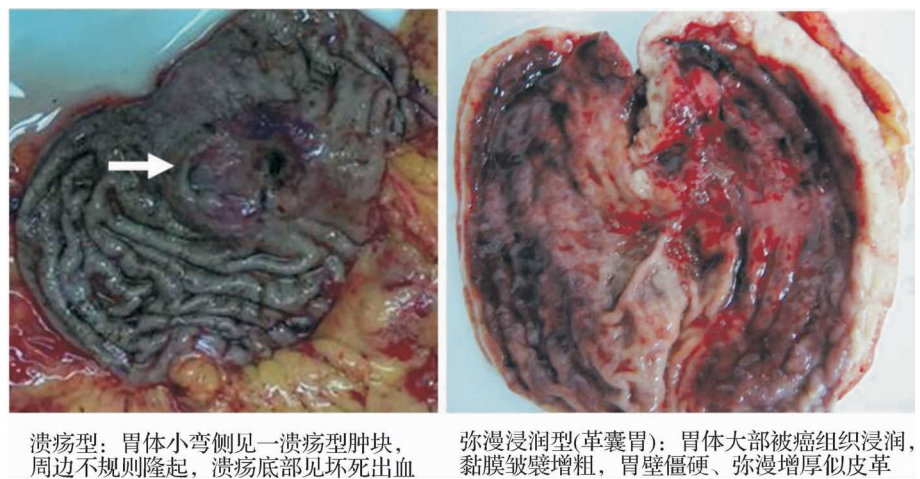 溃疡型：胃体小弯侧见一溃疡型肿块，
周边不规则隆起，溃疡底部见坏死出血
弥漫浸润型(革囊胃)：胃体大部被癌组织浸润，
黏膜皱襞增粗，胃壁僵硬、弥漫增厚似皮革